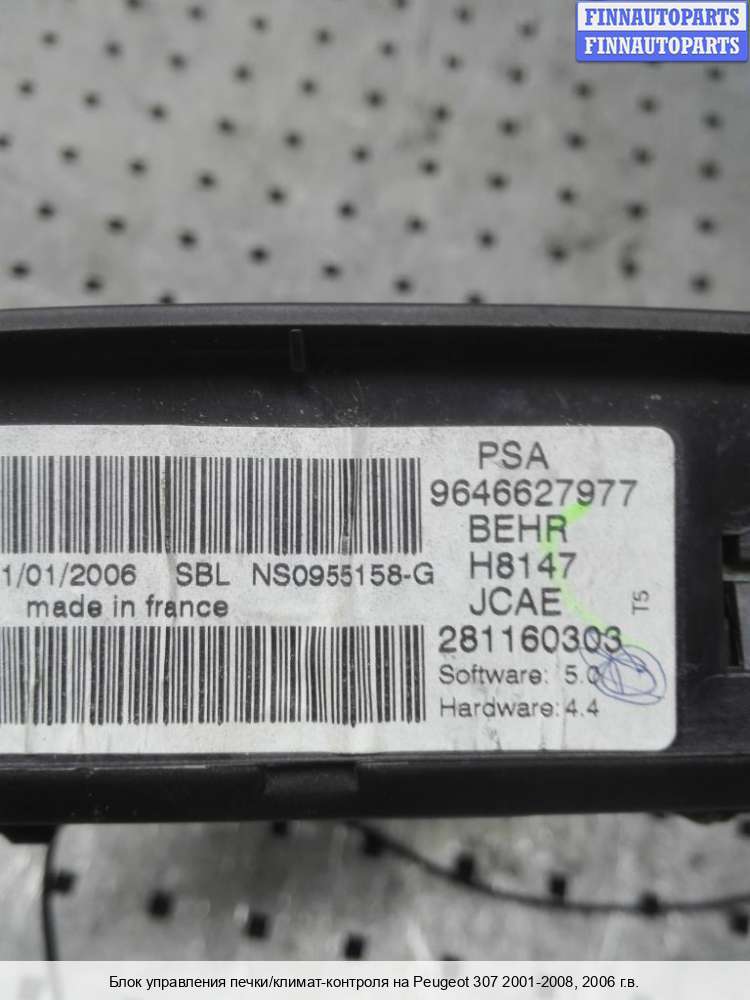 FINNAUTOPARTS
FINNAUTOPARTS
PSA
9646627977
BEHR
H8147
1/01/2006 SBL NS0955158-G
made in france
JCAE
T5
281160303
Software: 5.0
Hardware: 4.4
Блок управления печки/климат-контроля на Peugeot 307 2001-2008, 2006 г.в.